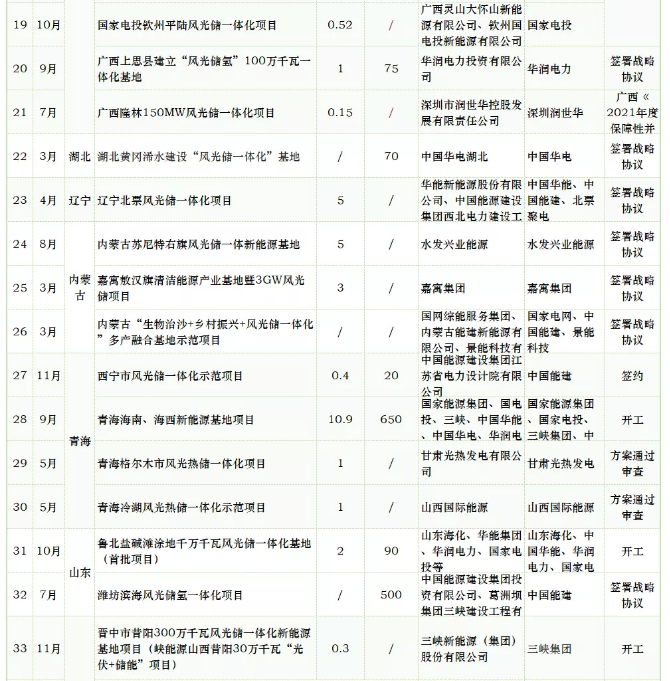 19 10月 国家电投钦州平陆风光储一体化项目 0.52 / 广西灵山大怀山新能源有限公司、钦州国电投新能源有限公司 国家电投
20 9月 广西上思县建立“风光储氢”100万千瓦一体化基地 1 75 华润电力投资有限公司 华润电力 签署战略协议
21 7月 广西隆林150MW风光储一体化项目 0.15 / 深圳市润世华控股发展有限责任公司 深圳润世华 广西《2021年度保障性并
22 3月 湖北 湖北黄冈浠水建设“风光储一体化”基地 / 70 中国华电湖北 中国华电 签署战略协议
23 4月 辽宁 辽宁北票风光储一体化项目 5 / 华能新能源股份有限公司、中国能源建设集团西北电力建设工 中国华能、中国能建、北票聚电 签署战略协议
24 8月 内蒙古苏尼特右旗风光储一体新能源基地 5 / 水发兴业能源 水发兴业能源 签署战略协议
25 3月 内蒙古 嘉寓敖汉旗清洁能源产业基地暨3GW风光储项目 3 / 嘉寓集团 嘉寓集团 签署战略协议
26 3月 内蒙古“生物治沙+乡村振兴+风光储一体化”多产融合基地示范项目 / / 国网综能服务集团、内蒙古能建新能源有限公司、景能科技有 国家电网、中国能建、景能科技 签署战略协议
27 11月 西宁市风光储一体化示范项目 0.4 20 中国能源建设集团江苏省电力设计院有限公司 中国能建 签约
28 9月 青海 青海海南、海西新能源基地项目 10.9 650 国家能源集团、国电投、三峡、中国华能、中国华电、华润电 国家能源集团、国家电投、三峡集团、中 开工
29 5月 青海格尔木市风光热储一体化项目 1 / 甘肃光热发电有限公司 甘肃光热发电 方案通过审查
30 5月 青海冷湖风光热储一体化示范项目 1 / 山西国际能源 山西国际能源 方案通过审查
31 10月 山东 鲁北盐碱滩涂地千万千瓦风光储一体化基地（首批项目） 2 90 山东海化、华能集团、华润电力、国家电投等 山东海化、中国华能、华润电力、国家电 开工
32 7月 潍坊滨海风光储氢一体化项目 / 500 中国能源建设集团投资有限公司、葛洲坝集团三峡建设工程有 中国能建 签署战略协议
33 11月 晋中市昔阳300万千瓦风光储一体化新能源基地项目（峡能源山西昔阳30万千瓦“光伏+储能”项目） 0.3 / 三峡新能源（集团）股份有限公司 三峡集团 开工